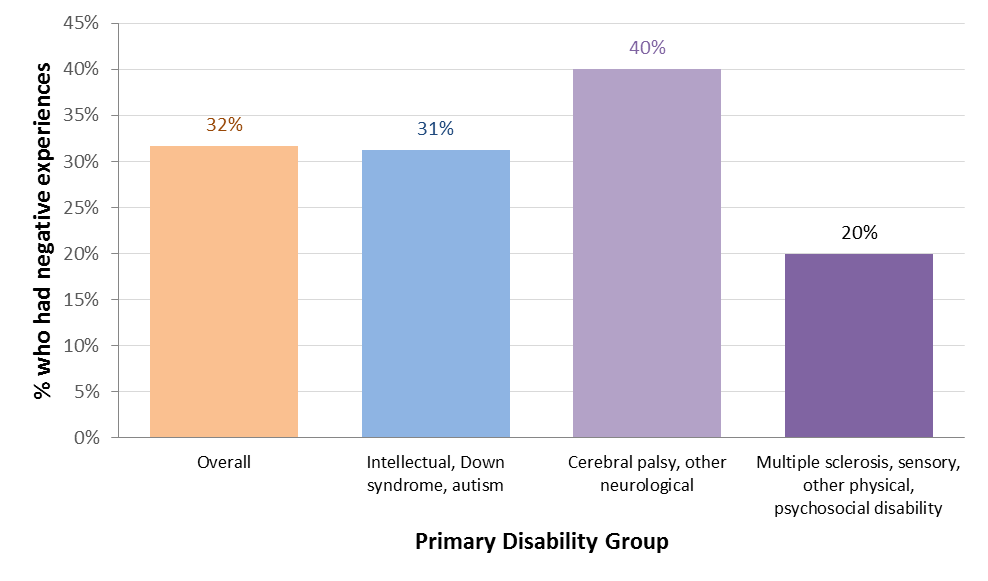 % who had negative experiences
45%
40%
35%
30%
25%
20%
15%
10%
5%
0%
32%
31%
40%
20%
Overall
Intellectual, Down
syndrome, autism
Cerebral palsy, other
neurological
Multiple sclerosis, sensory,
other physical,
psychosocial disability
Primary Disability Group